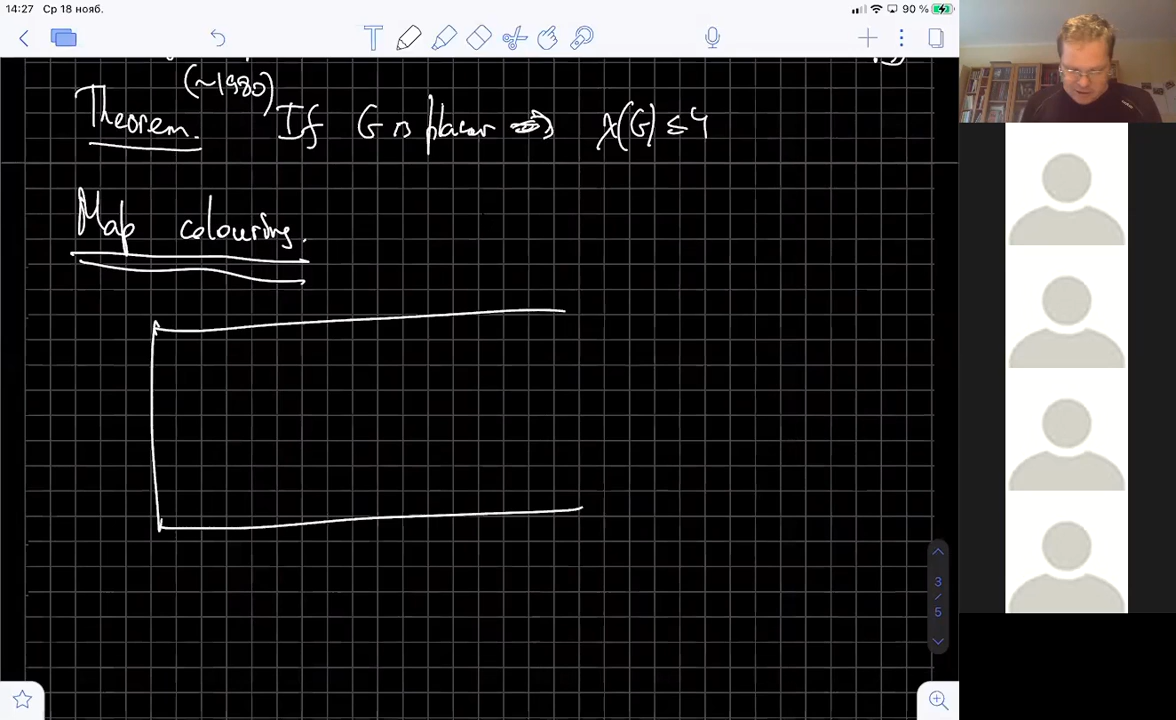 14:27 Ср 18 нояб.
90 %
(~1980)
Theorem. If G is planar => χ(G) ≤ 4
Map colouring.
3
/
5